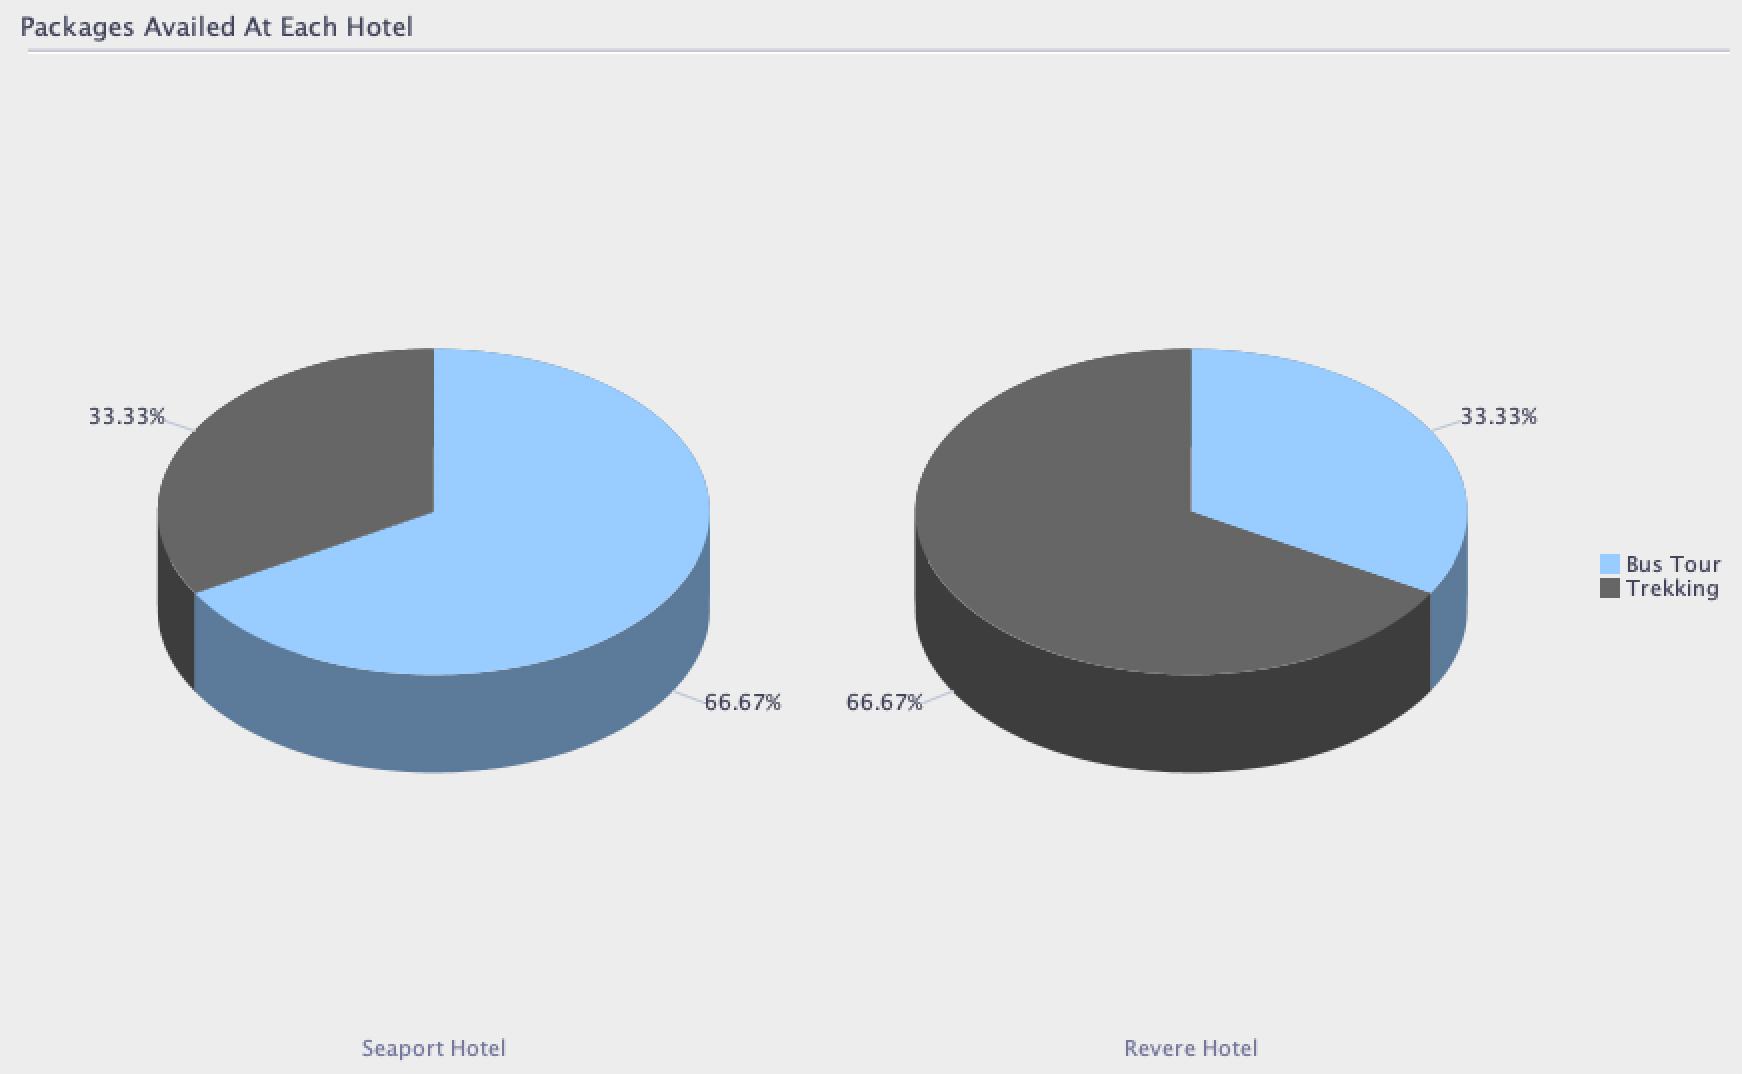 Packages Availed At Each Hotel
33.33%
66.67%
Seaport Hotel
33.33%
66.67%
Revere Hotel
Bus Tour
Trekking